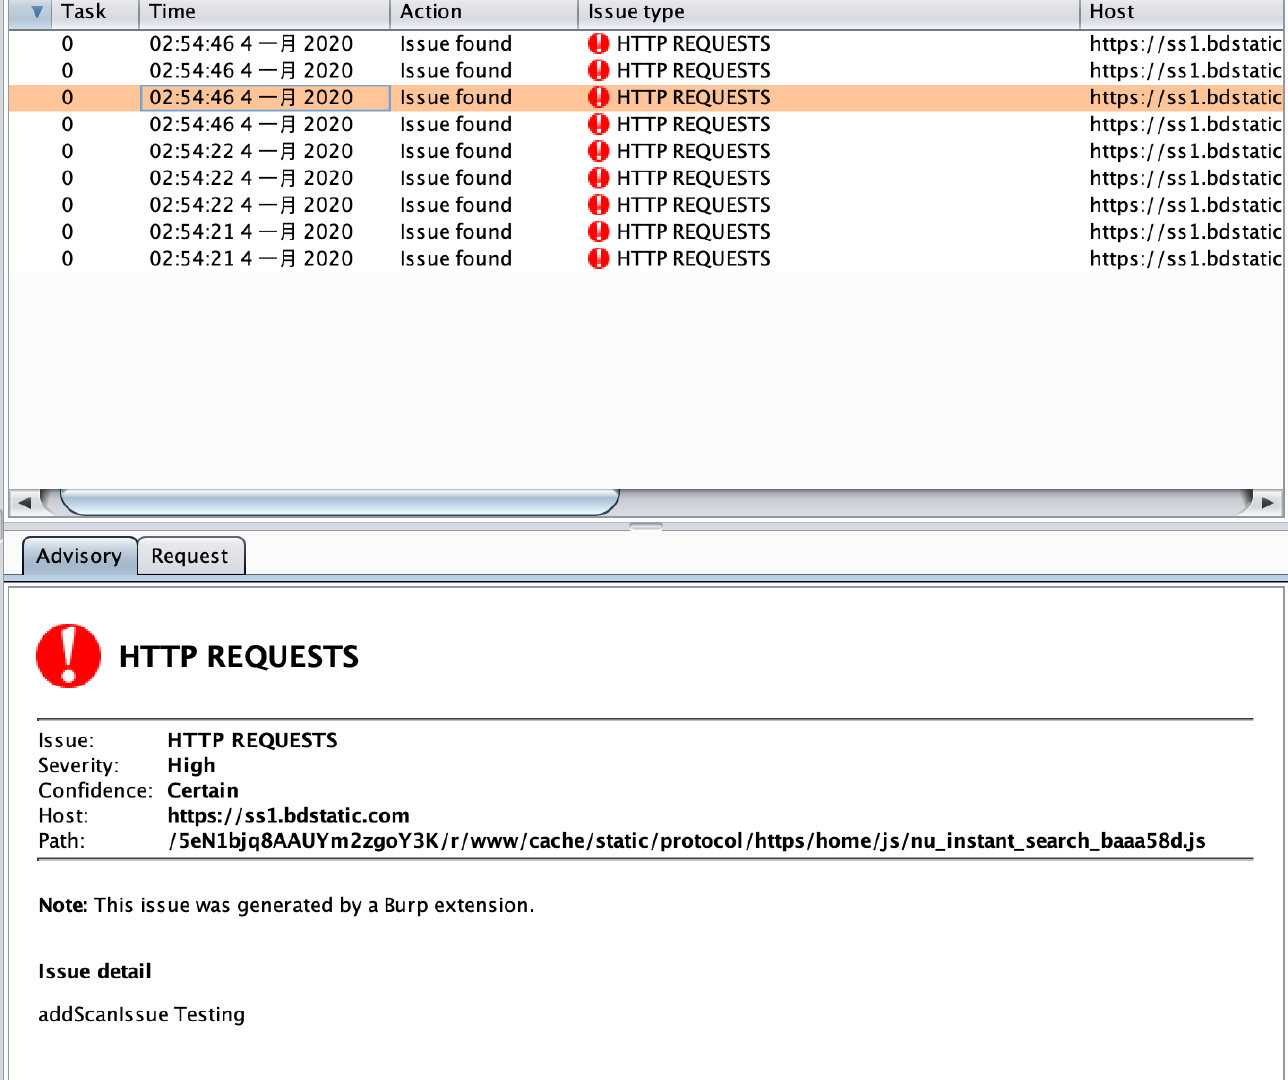 Task Time Action Issue type Host
0 02:54:46 4 一月 2020 Issue found HTTP REQUESTS https://ss1.bdstatic
0 02:54:46 4 一月 2020 Issue found HTTP REQUESTS https://ss1.bdstatic
0 02:54:46 4 一月 2020 Issue found HTTP REQUESTS https://ss1.bdstatic
0 02:54:46 4 一月 2020 Issue found HTTP REQUESTS https://ss1.bdstatic
0 02:54:22 4 一月 2020 Issue found HTTP REQUESTS https://ss1.bdstatic
0 02:54:22 4 一月 2020 Issue found HTTP REQUESTS https://ss1.bdstatic
0 02:54:22 4 一月 2020 Issue found HTTP REQUESTS https://ss1.bdstatic
0 02:54:21 4 一月 2020 Issue found HTTP REQUESTS https://ss1.bdstatic
0 02:54:21 4 一月 2020 Issue found HTTP REQUESTS https://ss1.bdstatic
Advisory Request
HTTP REQUESTS
Issue: HTTP REQUESTS
Severity: High
Confidence: Certain
Host: https://ss1.bdstatic.com
Path: /5eN1bjq8AAUYm2zgoY3K/r/www/cache/static/protocol/https/home/js/nu_instant_search_baaa58d.js
Note: This issue was generated by a Burp extension.
Issue detail
addScanIssue Testing